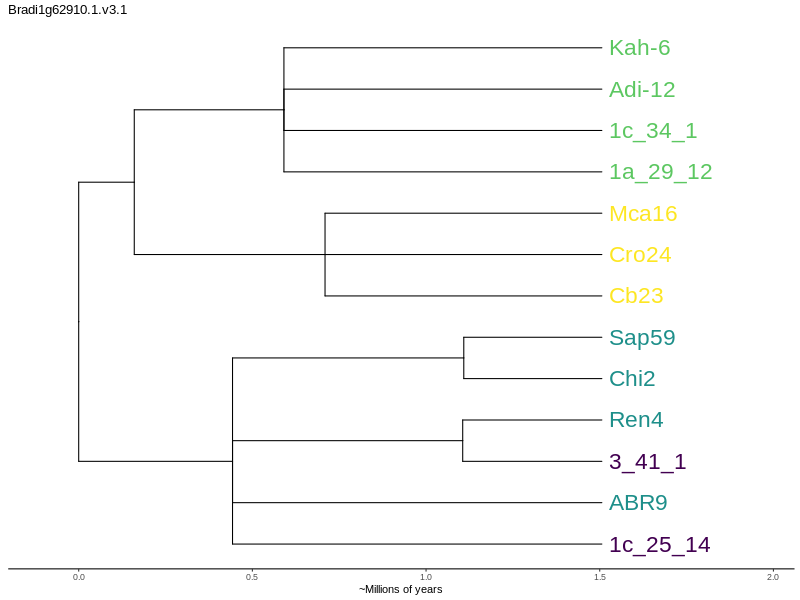 Bradi1g62910.1.v3.1
Kah-6
Adi-12
1c_34_1
1a_29_12
Mca16
Cro24
Cb23
Sap59
Chi2
Ren4
3_41_1
ABR9
1c_25_14
0.0 0.5 1.0 1.5 2.0
~Millions of years